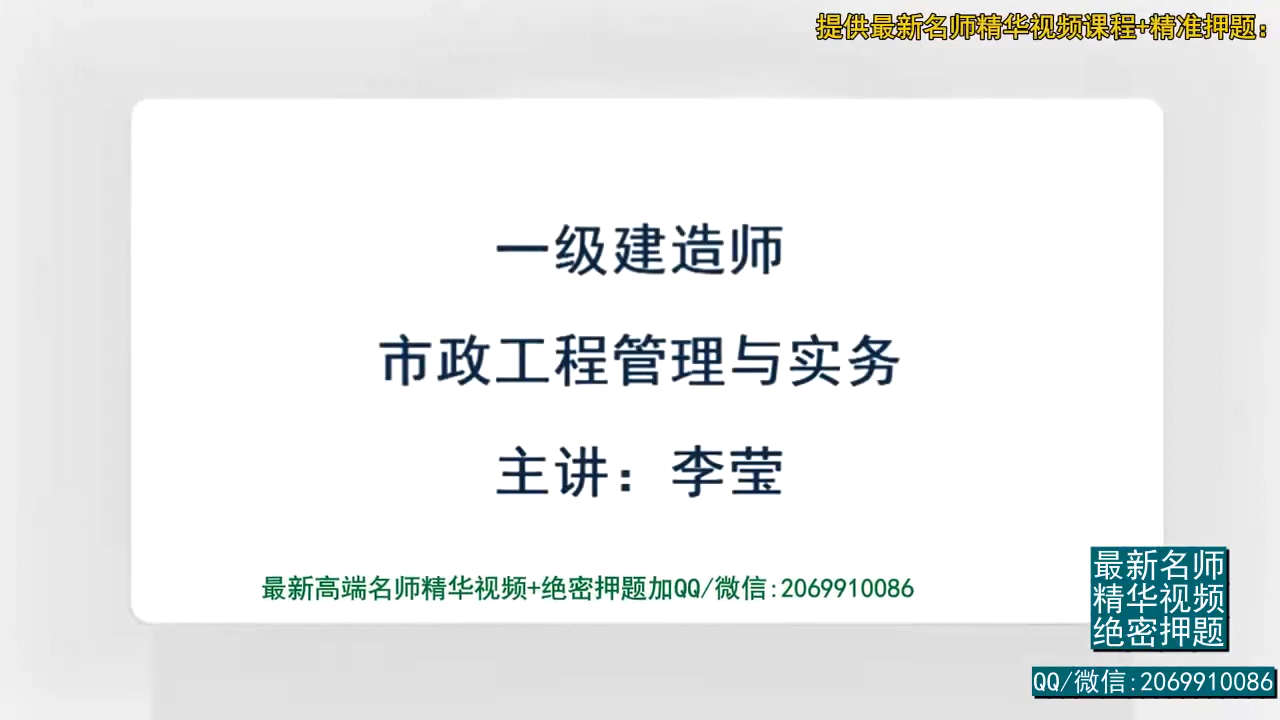 提供最新名师精华视频课程+精准押题:
一级建造师
市政工程管理与实务
主讲：李莹
最新高端名师精华视频+绝密押题加QQ/微信:2069910086
最新名师
精华视频
绝密押题
QQ/微信:2069910086